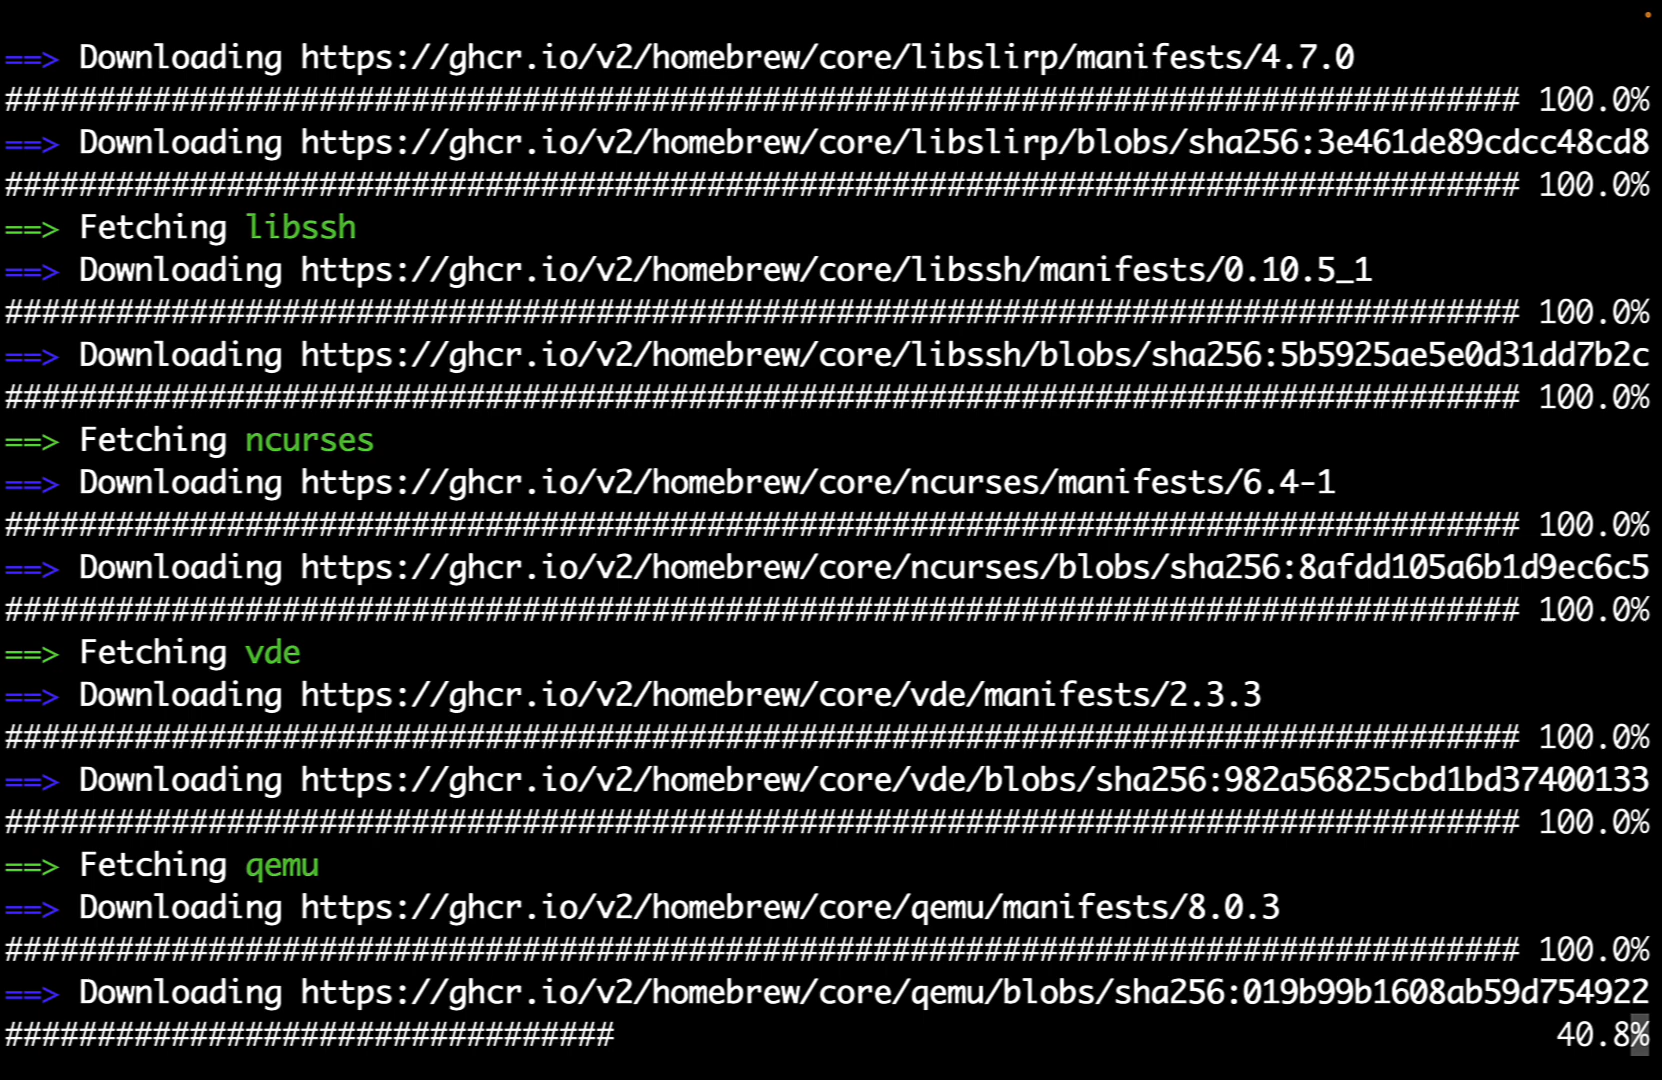 ==> Downloading https://ghcr.io/v2/homebrew/core/libslirp/manifests/4.7.0
################################################################################## 100.0%
==> Downloading https://ghcr.io/v2/homebrew/core/libslirp/blobs/sha256:3e461de89cdcc48cd8
################################################################################## 100.0%
==> Fetching libssh
==> Downloading https://ghcr.io/v2/homebrew/core/libssh/manifests/0.10.5_1
################################################################################## 100.0%
==> Downloading https://ghcr.io/v2/homebrew/core/libssh/blobs/sha256:5b5925ae5e0d31dd7b2c
################################################################################## 100.0%
==> Fetching ncurses
==> Downloading https://ghcr.io/v2/homebrew/core/ncurses/manifests/6.4-1
################################################################################## 100.0%
==> Downloading https://ghcr.io/v2/homebrew/core/ncurses/blobs/sha256:8afdd105a6b1d9ec6c5
################################################################################## 100.0%
==> Fetching vde
==> Downloading https://ghcr.io/v2/homebrew/core/vde/manifests/2.3.3
################################################################################## 100.0%
==> Downloading https://ghcr.io/v2/homebrew/core/vde/blobs/sha256:982a56825cbd1bd37400133
################################################################################## 100.0%
==> Fetching qemu
==> Downloading https://ghcr.io/v2/homebrew/core/qemu/manifests/8.0.3
################################################################################## 100.0%
==> Downloading https://ghcr.io/v2/homebrew/core/qemu/blobs/sha256:019b99b1608ab59d754922
################################# 40.8%